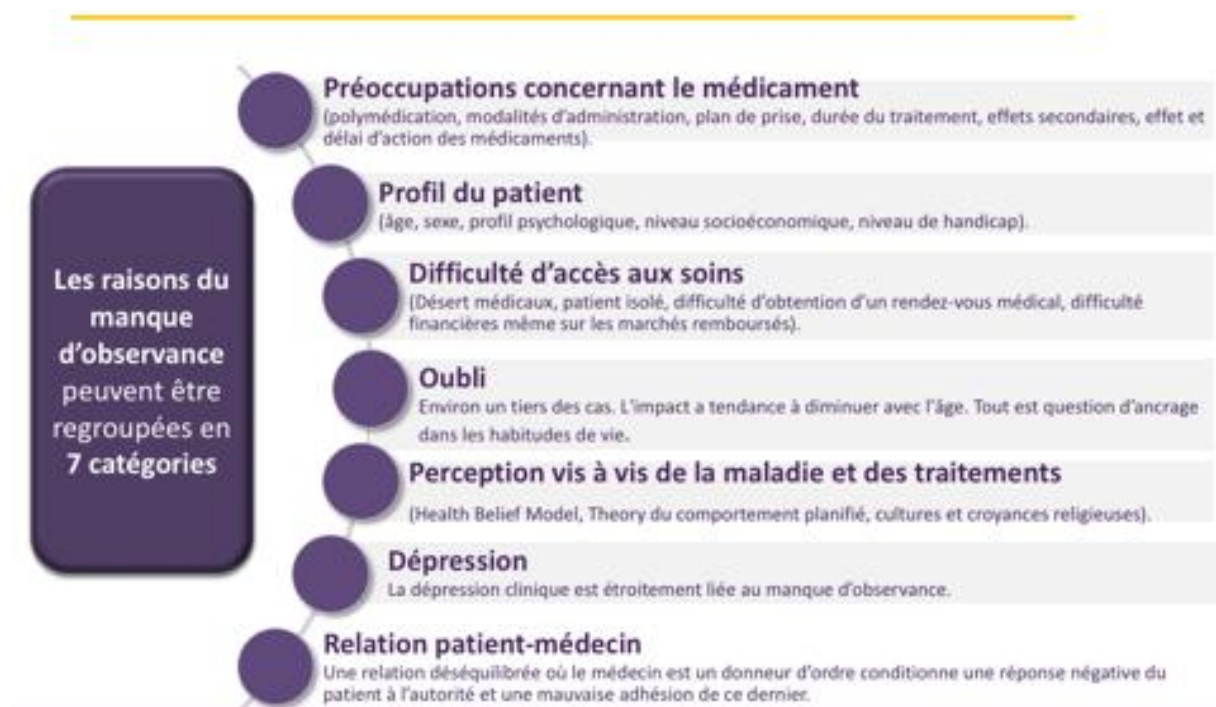 Les raisons du
manque
d'observance
peuvent être
regroupées en
7 catégories
Préoccupations concernant le médicament
(polymédication, modalités d'administration, plan de prise, durée du traitement, effets secondaires, effet et
délai d'action des médicaments).
Profil du patient
(âge, sexe, profil psychologique, niveau socioéconomique, niveau de handicap).
Difficulté d'accès aux soins
(Désert médicaux, patient isolé, difficulté d'obtention d'un rendez-vous médical, difficulté
financières même sur les marchés remboursés).
Oubli
Environ un tiers des cas. L'impact a tendance à diminuer avec l'âge. Tout est question d'ancrage
dans les habitudes de vie.
Perception vis à vis de la maladie et des traitements
(Health Belief Model, Theory du comportement planifié, cultures et croyances religieuses).
Dépression
La dépression clinique est étroitement liée au manque d'observance.
Relation patient-médecin
Une relation déséquilibrée où le médecin est un donneur d'ordre conditionne une réponse négative du
patient à l'autorité et une mauvaise adhésion de ce dernier.